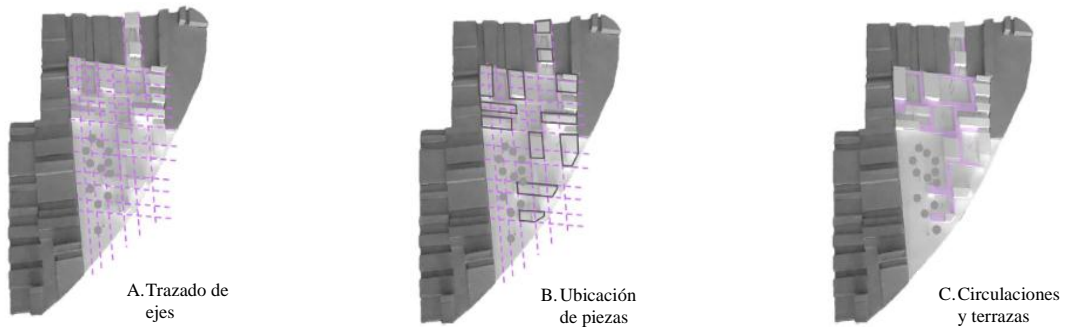 A. Trazado de
ejes
B. Ubicación
de piezas
C. Circulaciones
y terrazas